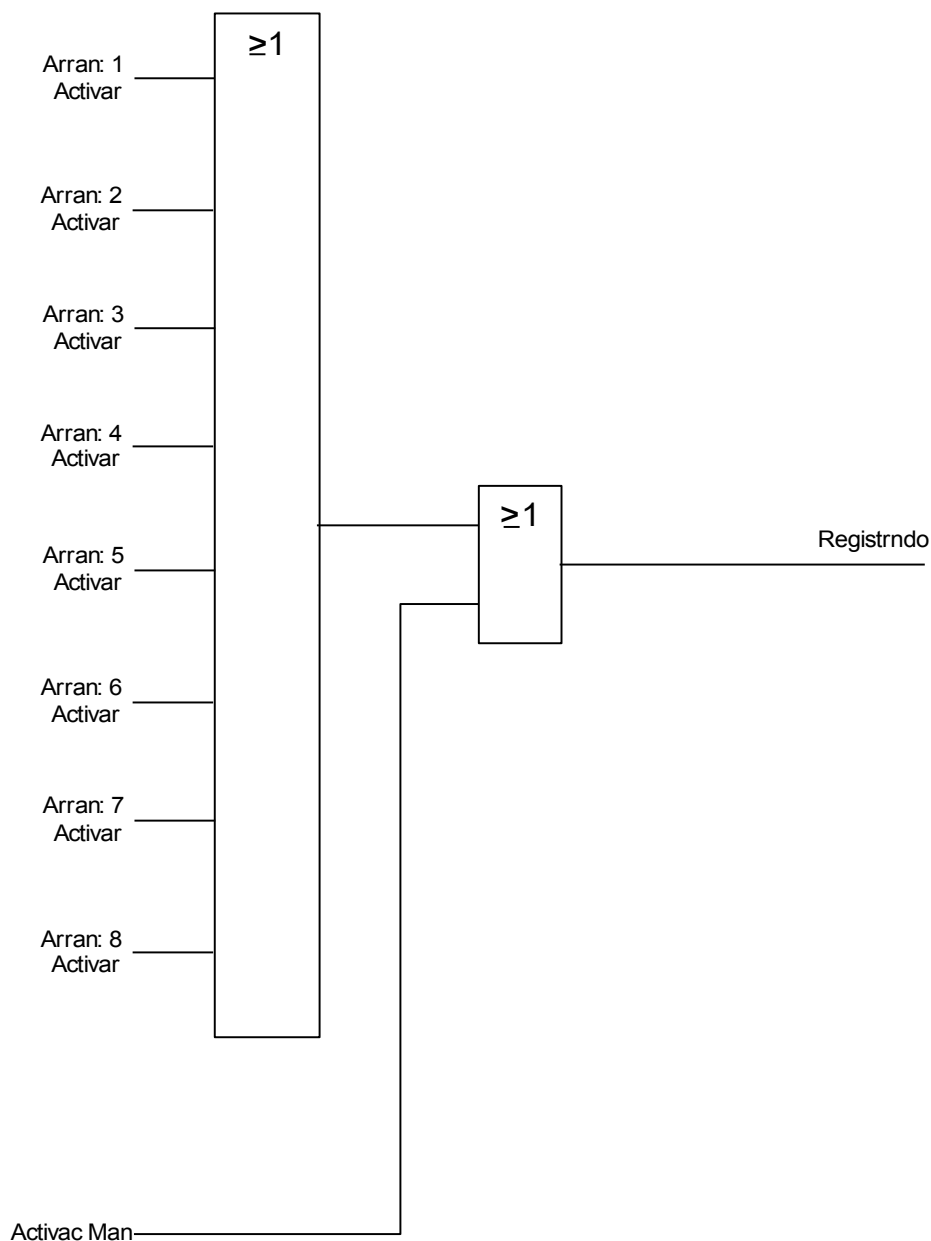 ≥1
Arran: 1
Activar
Arran: 2
Activar
Arran: 3
Activar
Arran: 4
Activar
≥1
Registrndo
Arran: 5
Activar
Arran: 6
Activar
Arran: 7
Activar
Arran: 8
Activar
Activac Man